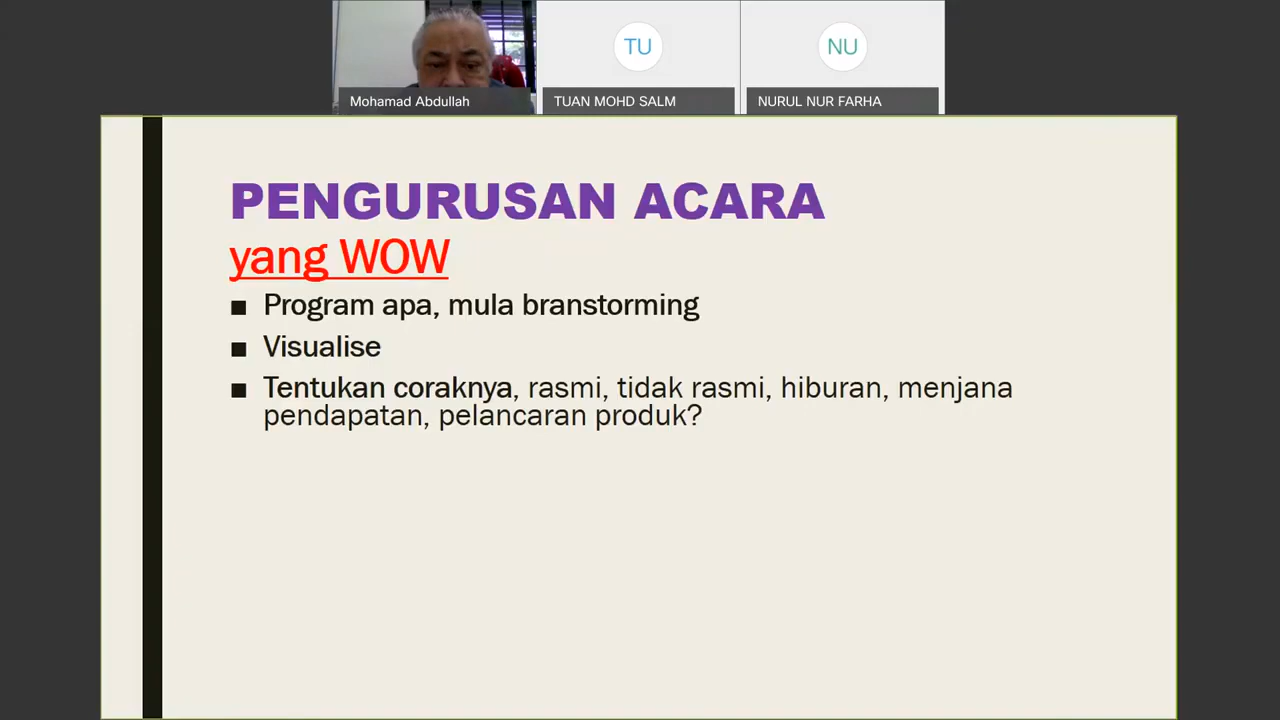 TU
NU
Mohamad Abdullah
TUAN MOHD SALM
NURUL NUR FARHA
PENGURUSAN ACARA
yang WOW
■ Program apa, mula branstorming
■ Visualise
■ Tentukan coraknya, rasmi, tidak rasmi, hiburan, menjana
pendapatan, pelancaran produk?